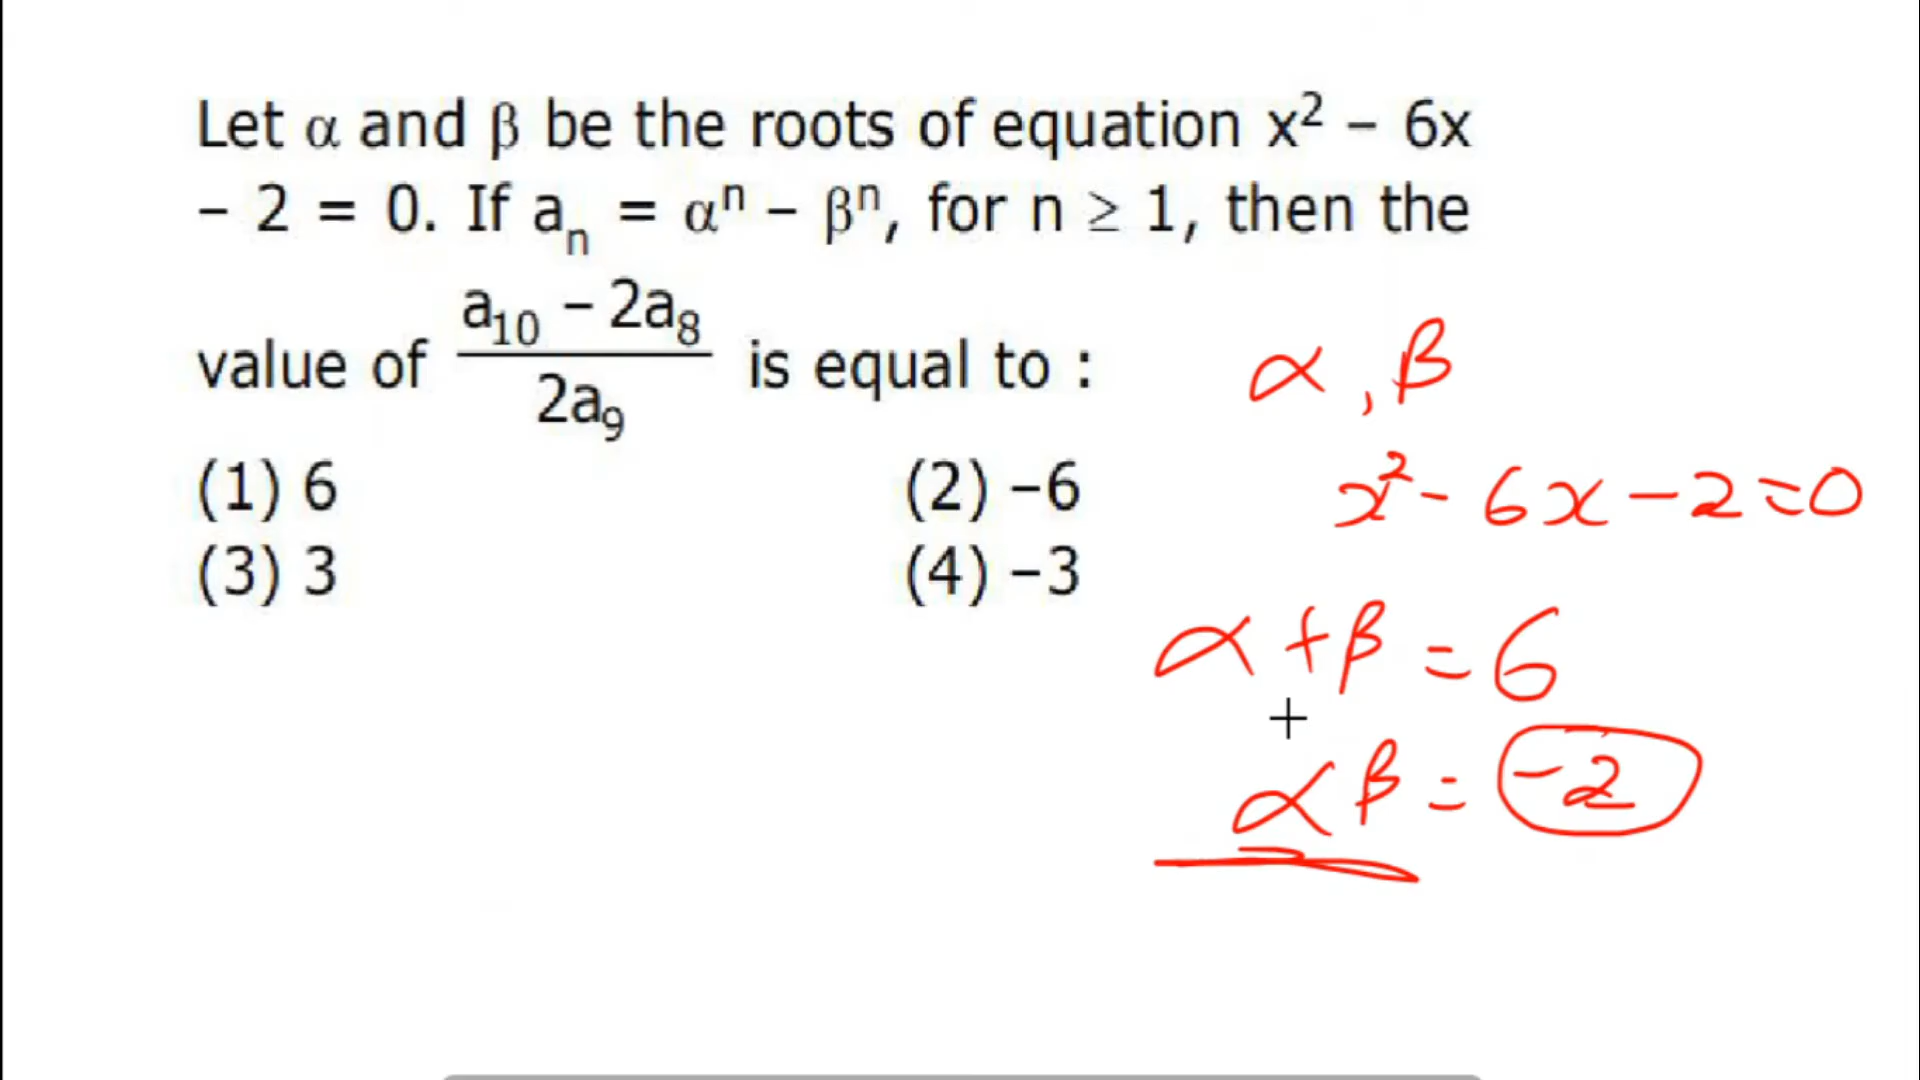 Let α and β be the roots of equation x² – 6x
– 2 = 0. If aₙ = αⁿ – βⁿ, for n ≥ 1, then the
value of (a₁₀ – 2a₈)/(2a₉) is equal to :
(1) 6 (2) –6
(3) 3 (4) –3
α, β
x² - 6x - 2 = 0
α + β = 6
αβ = -2